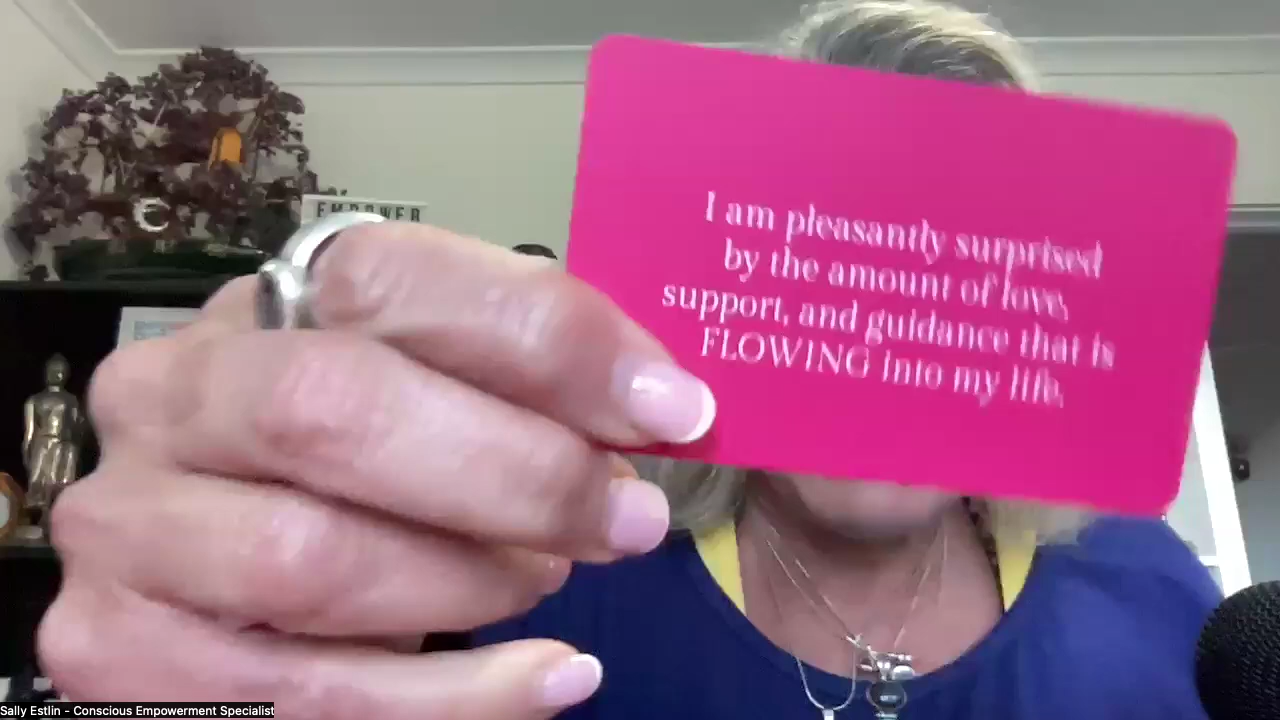 EMPOWER
I am pleasantly surprised
by the amount of love,
support, and guidance that is
FLOWING into my life.
Sally Estlin - Conscious Empowerment Specialist